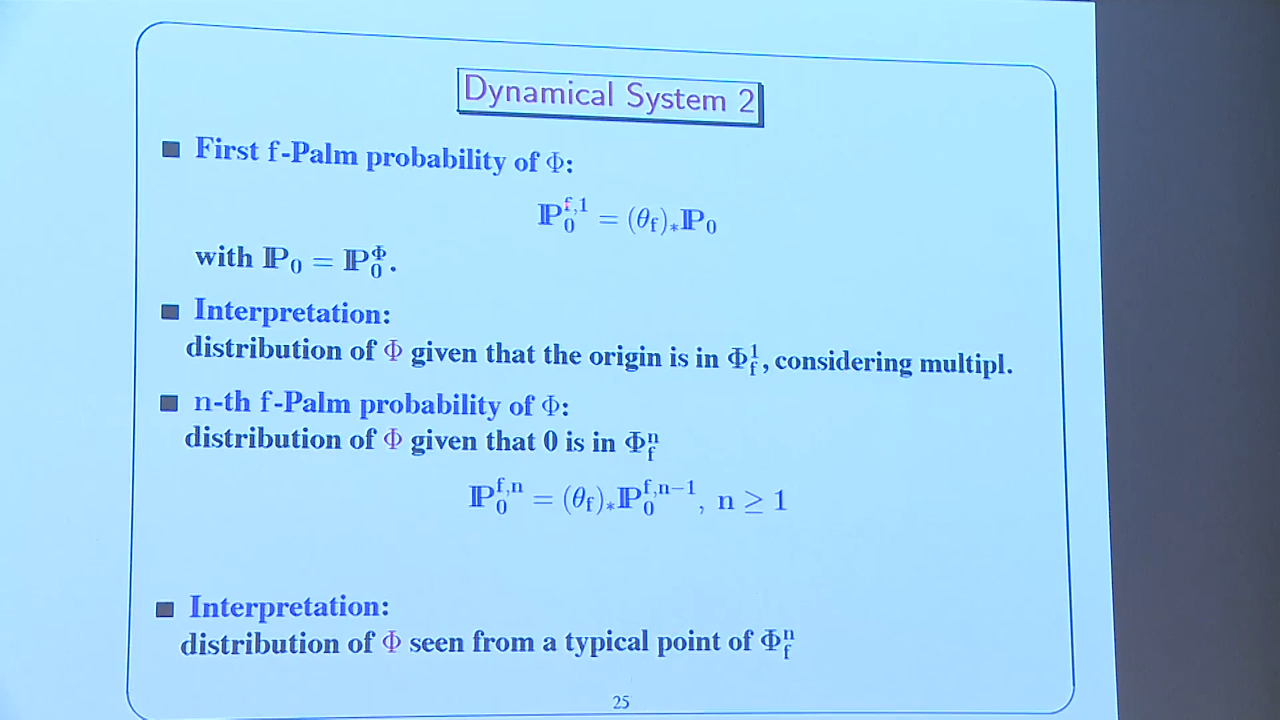 Dynamical System 2
■ First f-Palm probability of Φ:
ℙ₀^{f,1} = (θ_f)_*ℙ₀
with ℙ₀ = ℙ₀^Φ.
■ Interpretation:
distribution of Φ given that the origin is in Φ_f^1, considering multipl.
■ n-th f-Palm probability of Φ:
distribution of Φ given that 0 is in Φ_f^n
ℙ₀^{f,n} = (θ_f)_*ℙ₀^{f,n−1}, n ≥ 1
■ Interpretation:
distribution of Φ seen from a typical point of Φ_f^n
25